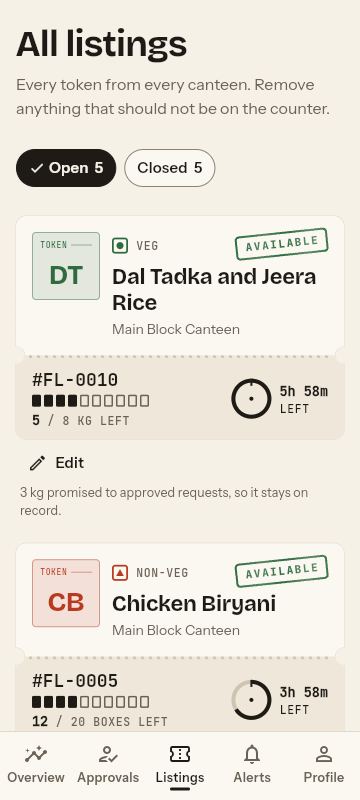 All listings
Every token from every canteen. Remove
anything that should not be on the counter.
Open 5
Closed 5
TOKEN
DT
VEG
AVAILABLE
Dal Tadka and Jeera
Rice
Main Block Canteen
#FL-0010
5 / 8 KG LEFT
5h 58m
LEFT
Edit
3 kg promised to approved requests, so it stays on
record.
TOKEN
CB
NON-VEG
AVAILABLE
Chicken Biryani
Main Block Canteen
#FL-0005
12 / 20 BOXES LEFT
3h 58m
LEFT
Overview
Approvals
Listings
Alerts
Profile